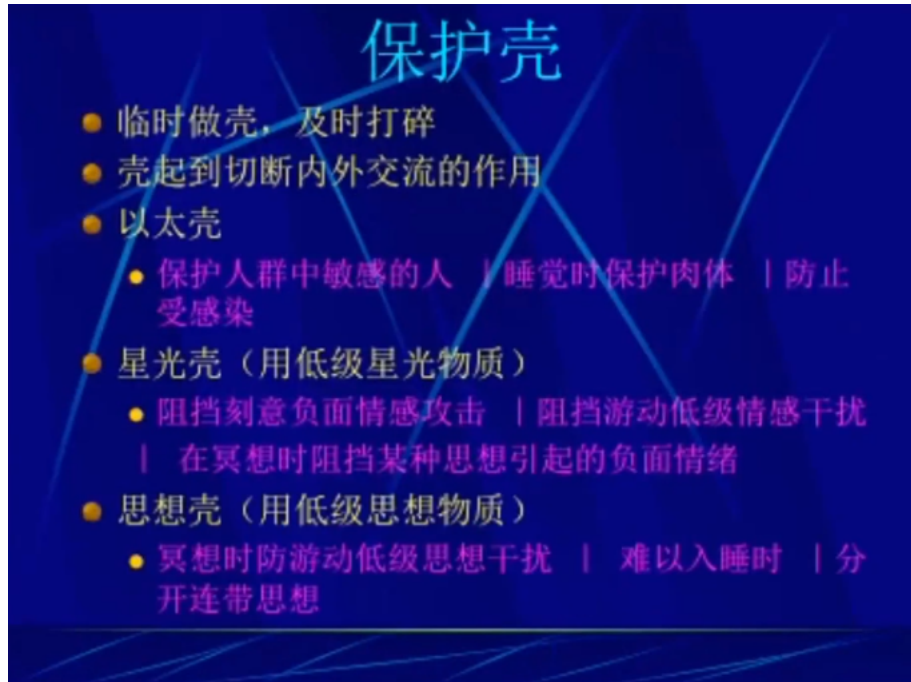 保护壳
临时做壳，及时打碎
壳起到切断内外交流的作用
以太壳
保护人群中敏感的人 | 睡觉时保护肉体 | 防止
受感染
星光壳（用低级星光物质）
阻挡刻意负面情感攻击 | 阻挡游动低级情感干扰
| 在冥想时阻挡某种思想引起的负面情绪
思想壳（用低级思想物质）
冥想时防游动低级思想干扰 | 难以入睡时 | 分
开连带思想